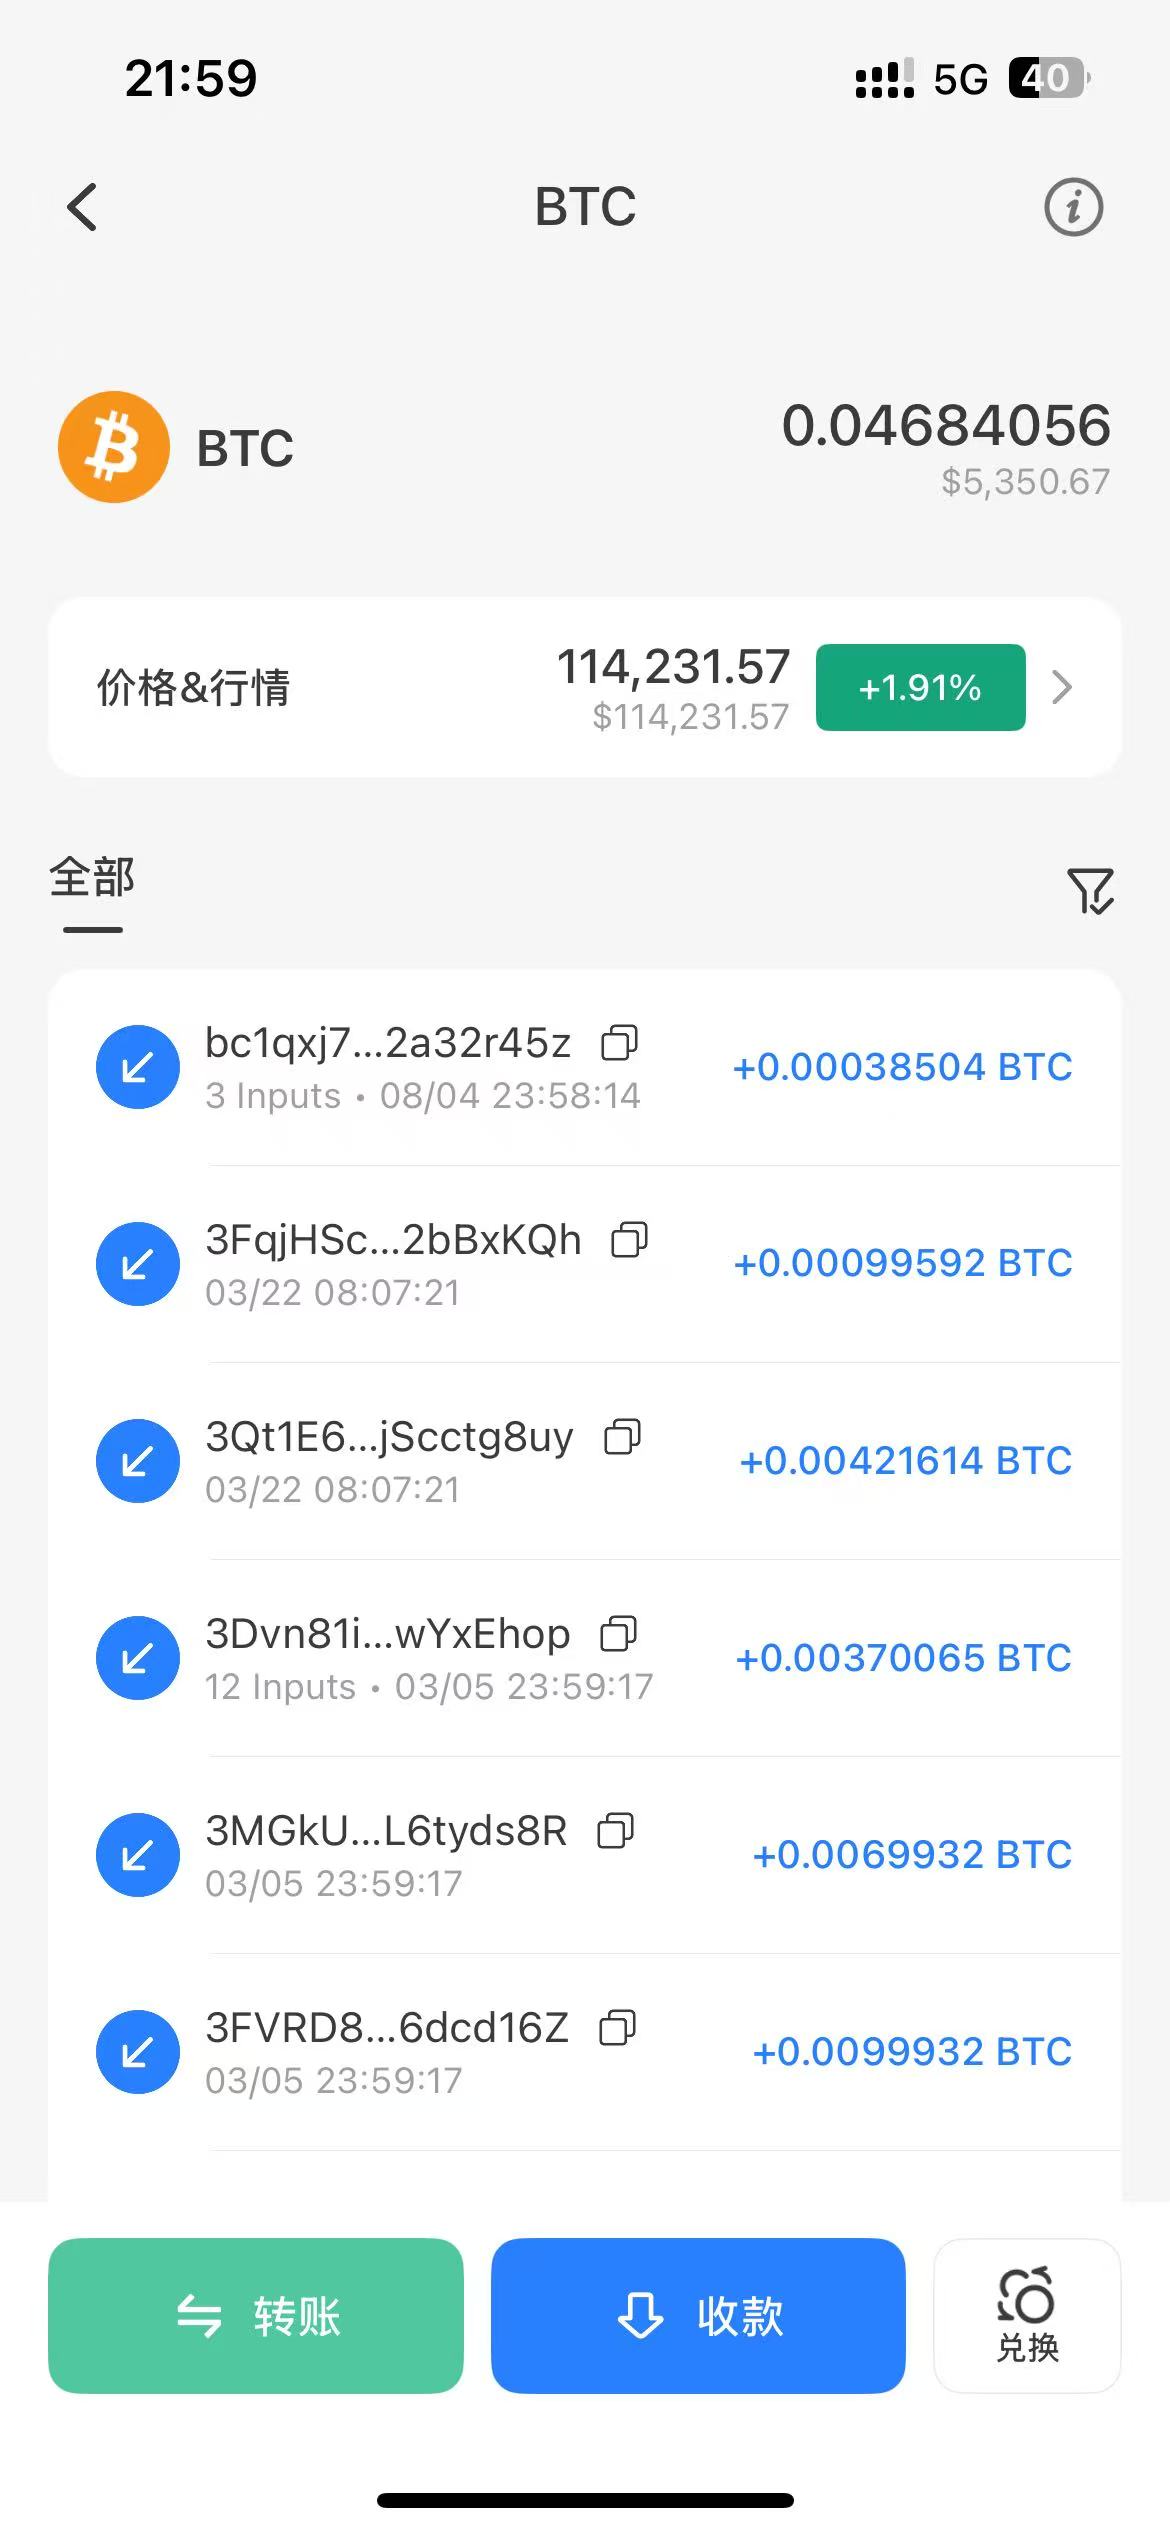 21:59
5G 40
BTC
BTC
0.04684056
$5,350.67
价格&行情
114,231.57
$114,231.57
+1.91%
全部
bc1qxj7...2a32r45z
3 Inputs • 08/04 23:58:14
+0.00038504 BTC
3FqjHSc...2bBxKQh
03/22 08:07:21
+0.00099592 BTC
3Qt1E6...jScctg8uy
03/22 08:07:21
+0.00421614 BTC
3Dvn81i...wYxEhop
12 Inputs • 03/05 23:59:17
+0.00370065 BTC
3MGkU...L6tyds8R
03/05 23:59:17
+0.0069932 BTC
3FVRD8...6dcd16Z
03/05 23:59:17
+0.0099932 BTC
转账
收款
兑换